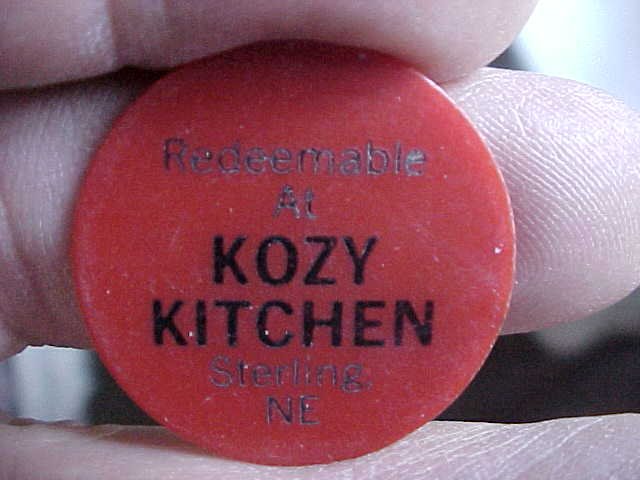 Redeemable
At
KOZY
KITCHEN
Sterling,
NE